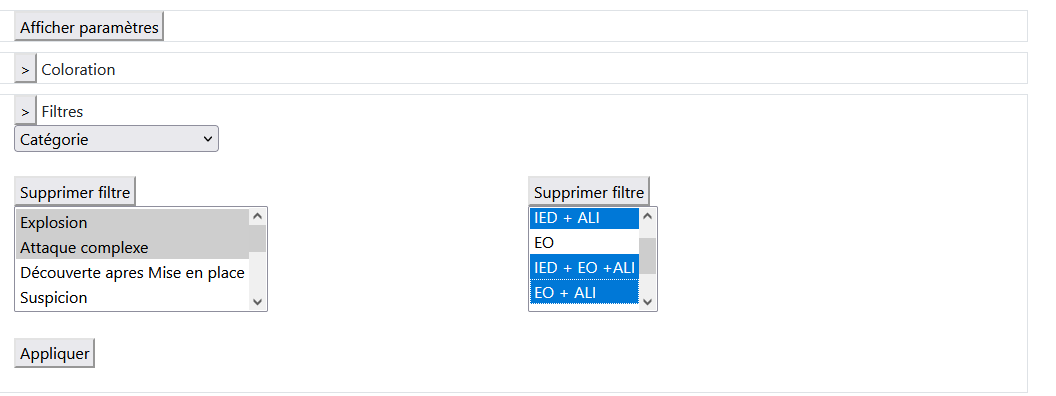 Afficher paramètres
> Coloration
> Filtres
Catégorie
Supprimer filtre
Explosion
Attaque complexe
Découverte apres Mise en place
Suspicion
Supprimer filtre
IED + ALI
EO
IED + EO +ALI
EO + ALI
Appliquer